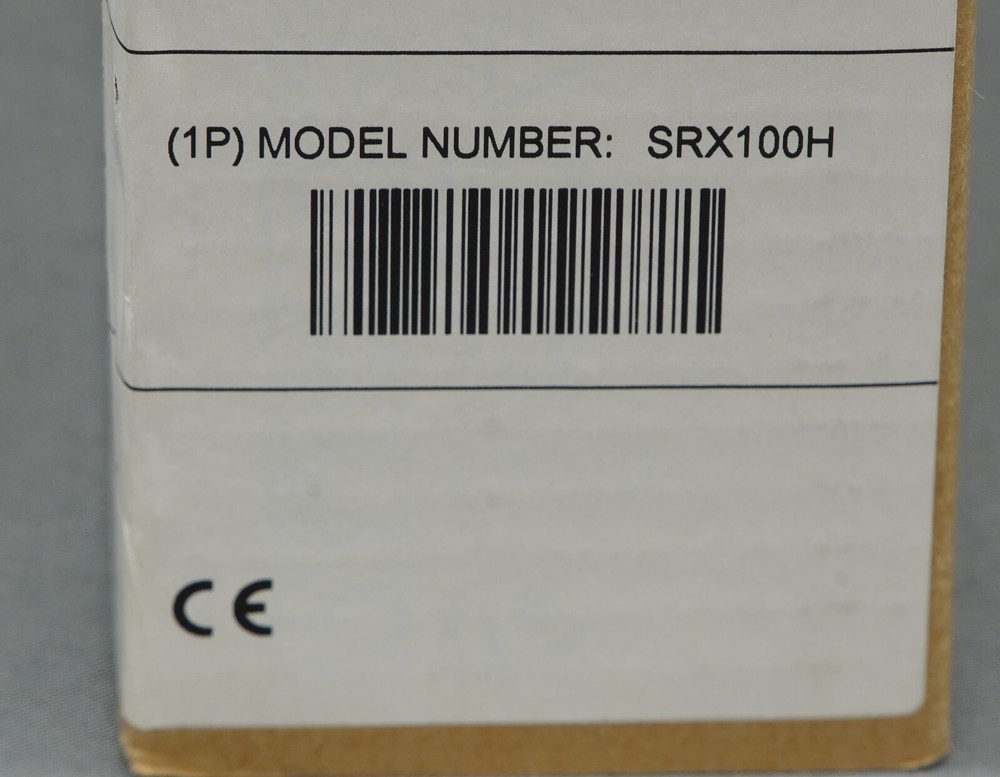 (1P) MODEL NUMBER: SRX100H
CE